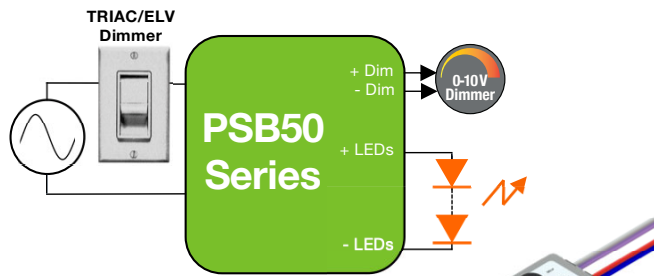 TRIAC/ELV
Dimmer
PSB50
Series
+ Dim
- Dim
0-10V
Dimmer
+ LEDs
- LEDs